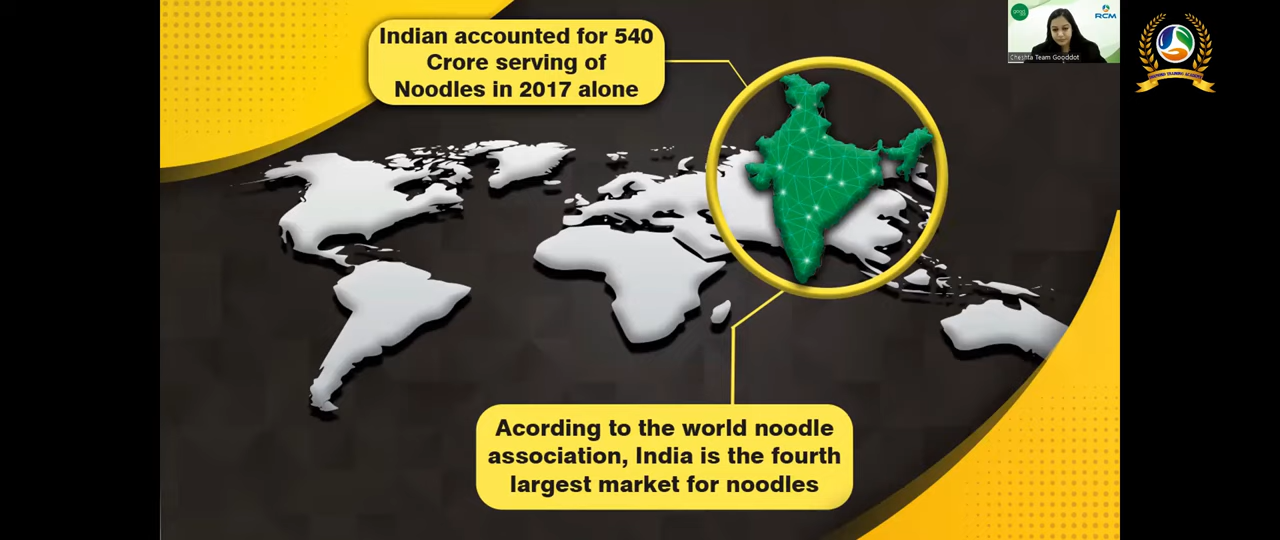 Indian accounted for 540
Crore serving of
Noodles in 2017 alone
Acording to the world noodle
association, India is the fourth
largest market for noodles
good
RCM
Cheshta Team Gooddot